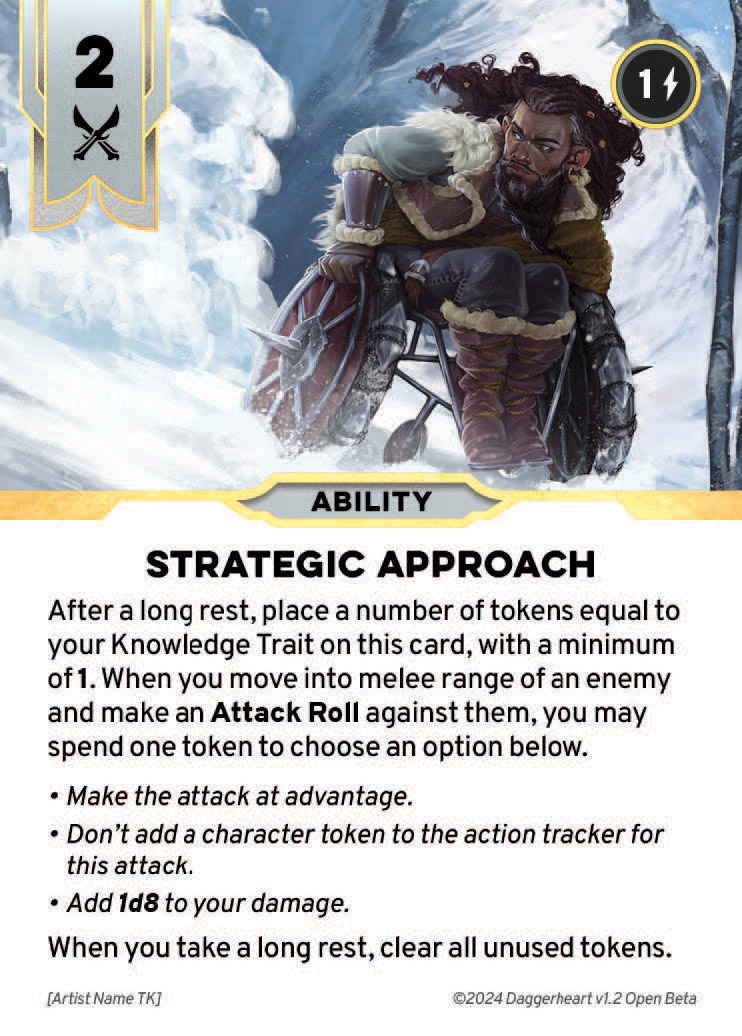 2
1
ABILITY
STRATEGIC APPROACH
After a long rest, place a number of tokens equal to
your Knowledge Trait on this card, with a minimum
of 1. When you move into melee range of an enemy
and make an Attack Roll against them, you may
spend one token to choose an option below.
• Make the attack at advantage.
• Don't add a character token to the action tracker for
this attack.
• Add 1d8 to your damage.
When you take a long rest, clear all unused tokens.
[Artist Name TK]
©2024 Daggerheart v1.2 Open Beta